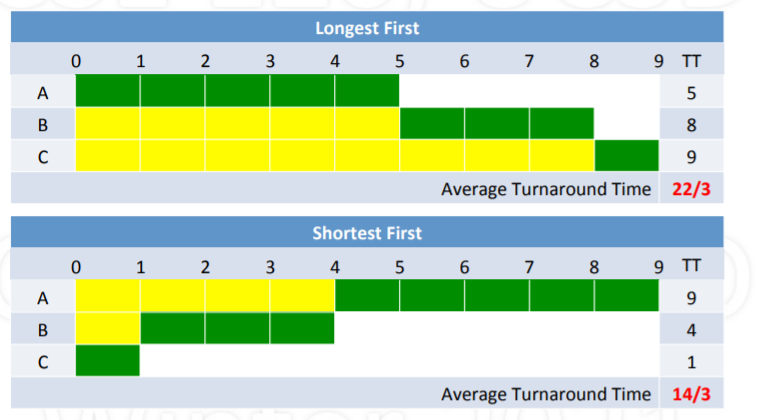 Longest First
0 1 2 3 4 5 6 7 8 9 TT
A 5
B 8
C 9
Average Turnaround Time 22/3
Shortest First
0 1 2 3 4 5 6 7 8 9 TT
A 9
B 4
C 1
Average Turnaround Time 14/3